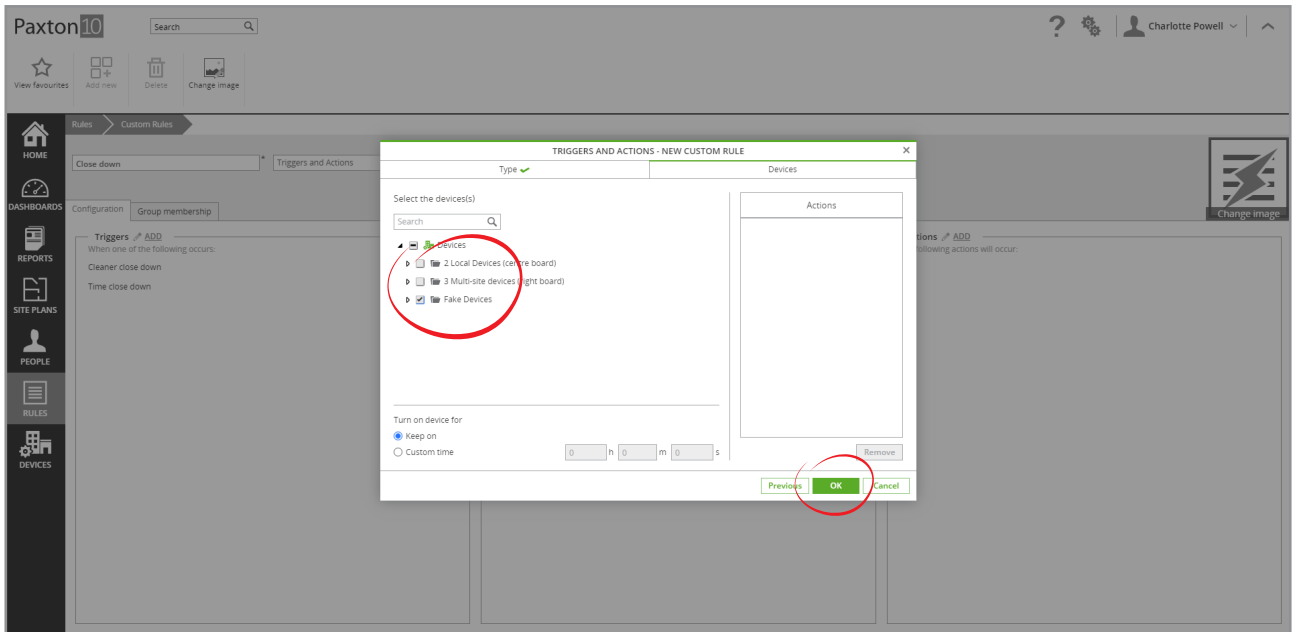 Paxton 10
Search
? Charlotte Powell
View favourites
Add new
Delete
Change image
HOME
DASHBOARDS
REPORTS
SITE PLANS
PEOPLE
RULES
DEVICES
Rules Custom Rules
Close down * Triggers and Actions
Configuration Group membership
Triggers ADD
When one of the following occurs:
Cleaner close down
Time close down
TRIGGERS AND ACTIONS - NEW CUSTOM RULE
Type Devices
Select the devices(s)
Search
Devices
2 Local Devices (centre board)
3 Multi-site devices (right board)
Fake Devices
Turn on device for
Keep on
Custom time 0 h 0 m 0 s
Actions
Remove
Previous OK Cancel
Change image
ADD
following actions will occur: